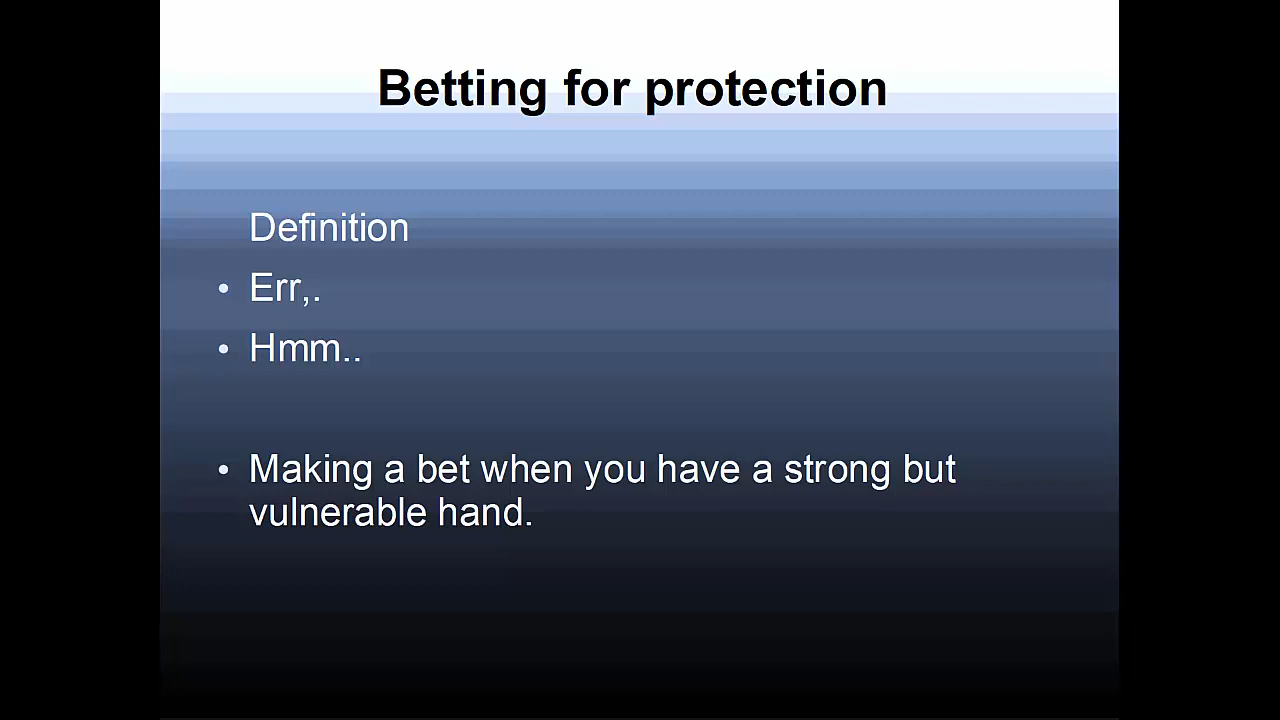 Betting for protection
Definition
• Err,.
• Hmm..
• Making a bet when you have a strong but
vulnerable hand.